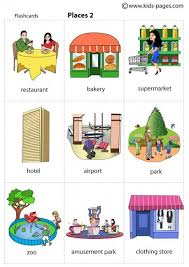 www.kids-pages.com
Flashcards
Places 2
restaurant
bakery
supermarket
hotel
airport
park
zoo
amusement park
clothing store